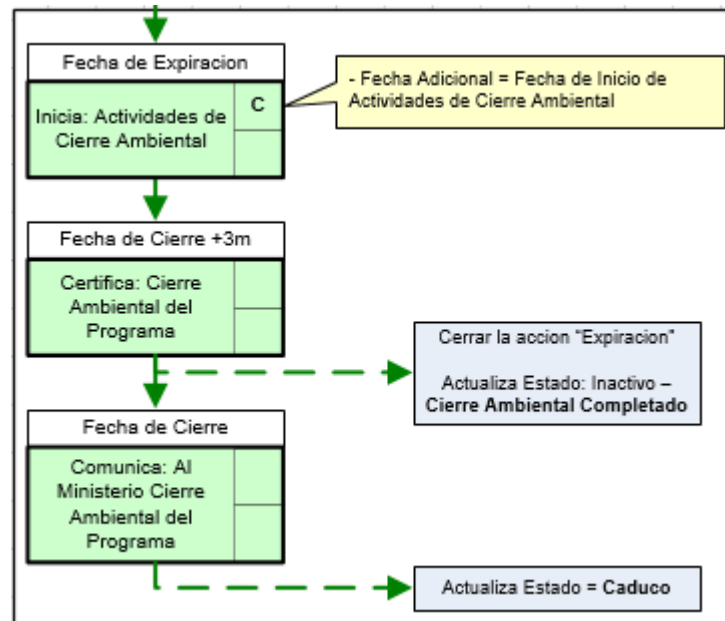 Fecha de Expiracion
Inicia: Actividades de
Cierre Ambiental
C
- Fecha Adicional = Fecha de Inicio de
Actividades de Cierre Ambiental
Fecha de Cierre +3m
Certifica: Cierre
Ambiental del
Programa
Cerrar la accion “Expiracion”
Actualiza Estado: Inactivo –
Cierre Ambiental Completado
Fecha de Cierre
Comunica: Al
Ministerio Cierre
Ambiental del
Programa
Actualiza Estado = Caduco